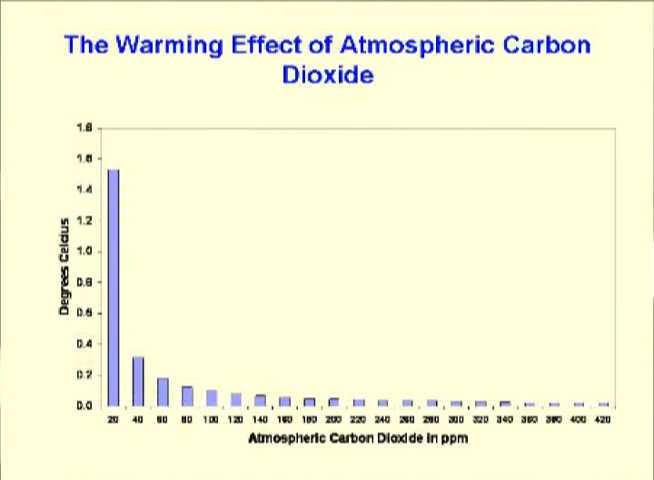 The Warming Effect of Atmospheric Carbon
Dioxide
1.8
1.6
1.4
1.2
1.0
0.8
0.6
0.4
0.2
0.0
Degrees Celcius
20 40 60 80 100 120 140 160 180 200 220 240 260 280 300 320 340 360 380 400 420
Atmospheric Carbon Dioxide in ppm